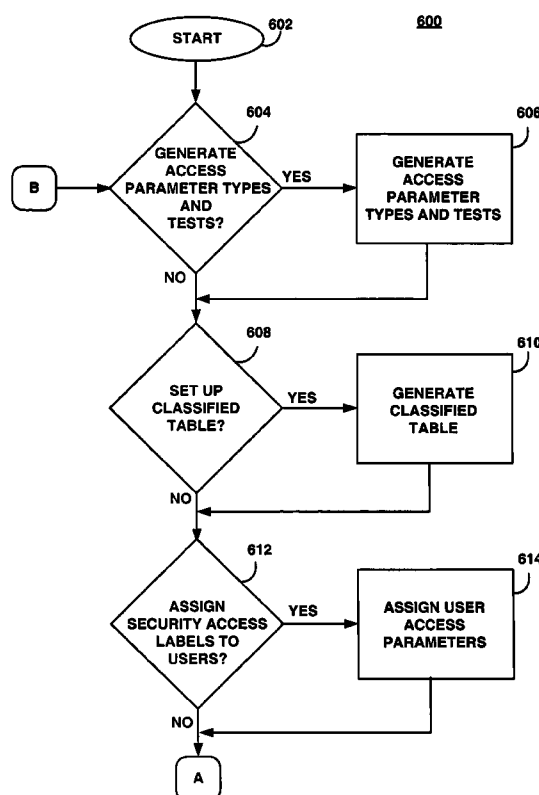 600
START
602
604
GENERATE
ACCESS
PARAMETER TYPES
AND
TESTS?
B
YES
606
GENERATE
ACCESS
PARAMETER
TYPES AND TESTS
NO
608
SET UP
CLASSIFIED
TABLE?
YES
610
GENERATE
CLASSIFIED
TABLE
NO
612
ASSIGN
SECURITY ACCESS
LABELS TO
USERS?
YES
614
ASSIGN USER
ACCESS
PARAMETERS
NO
A